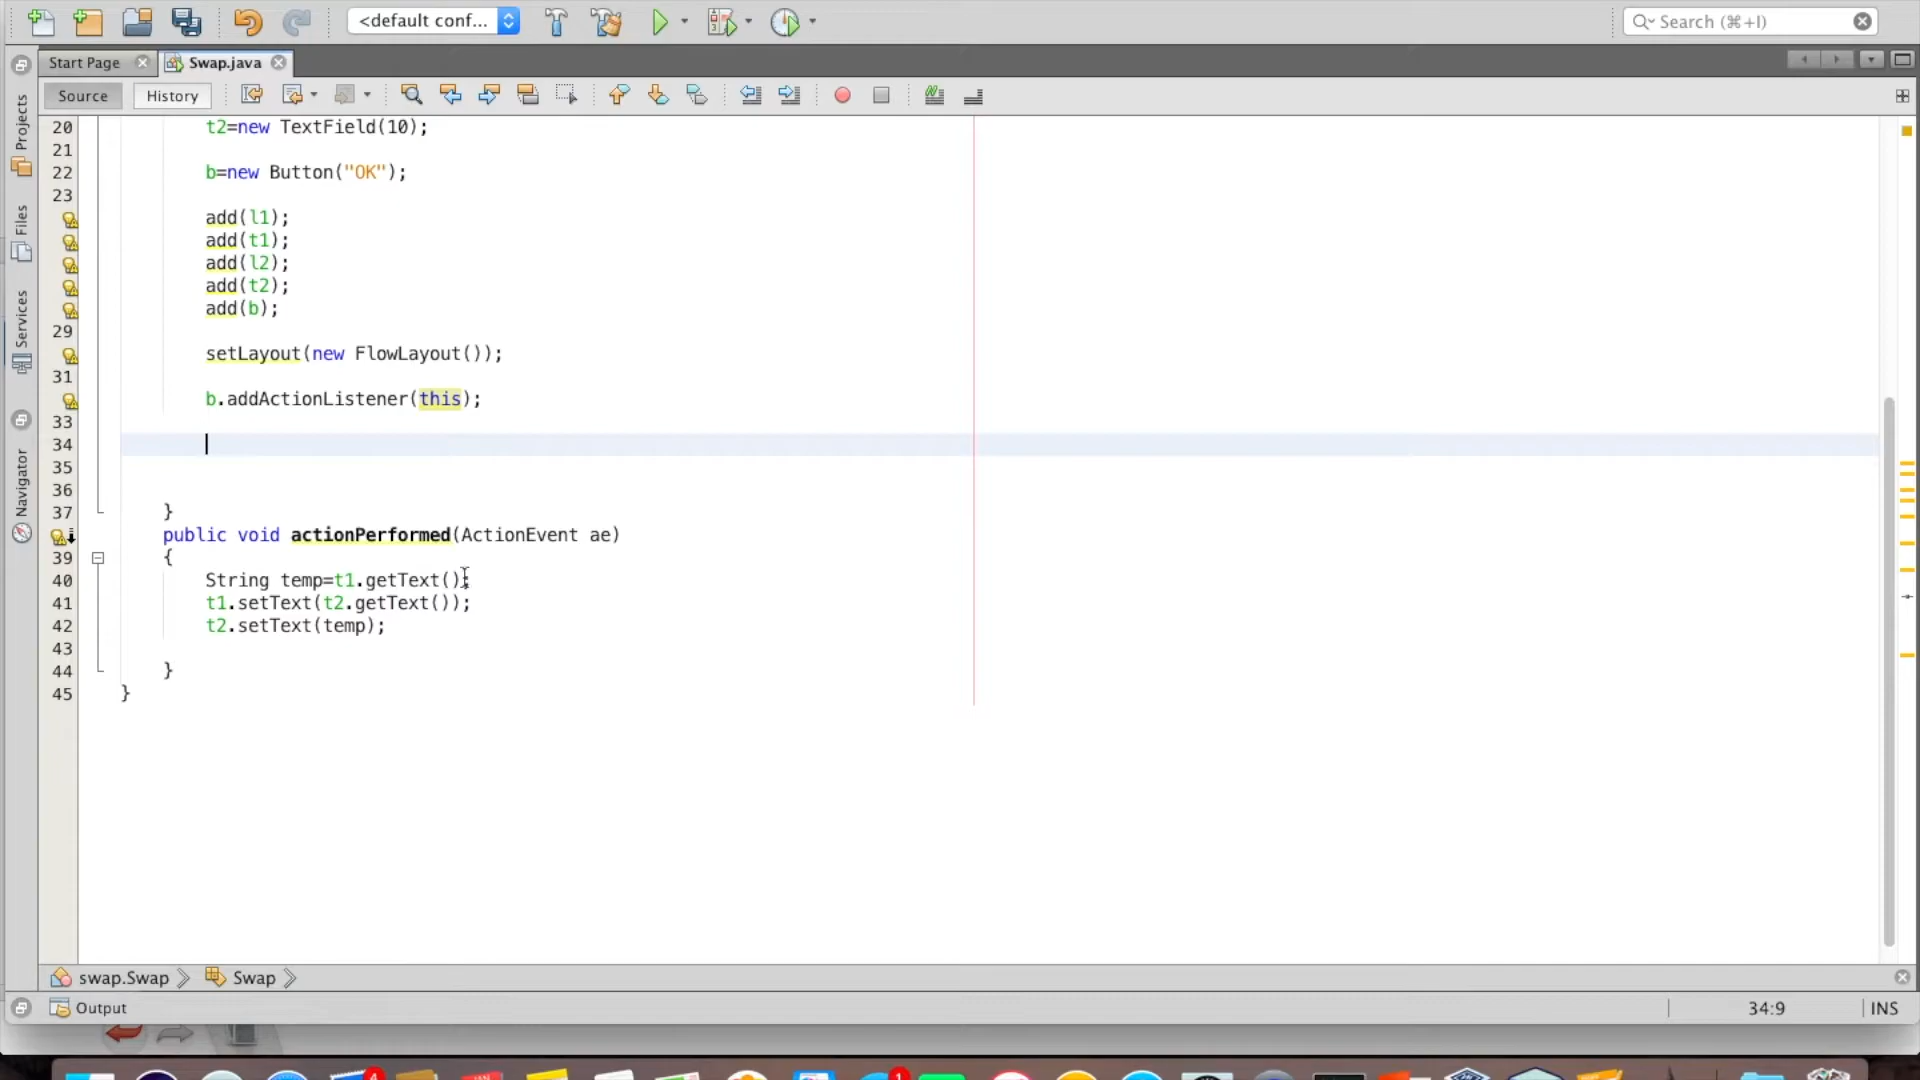 <default conf...
Search (⌘+I)
Start Page
Swap.java
Source
History
Projects
Files
Services
Navigator
20 t2=new TextField(10);
21
22 b=new Button("OK");
23
add(l1);
add(t1);
add(l2);
add(t2);
add(b);
29
setLayout(new FlowLayout());
31
b.addActionListener(this);
33
34
35
36
37 }
public void actionPerformed(ActionEvent ae)
39 {
40 String temp=t1.getText();
41 t1.setText(t2.getText());
42 t2.setText(temp);
43
44 }
45 }
swap.Swap
Swap
Output
34:9
INS
4
1